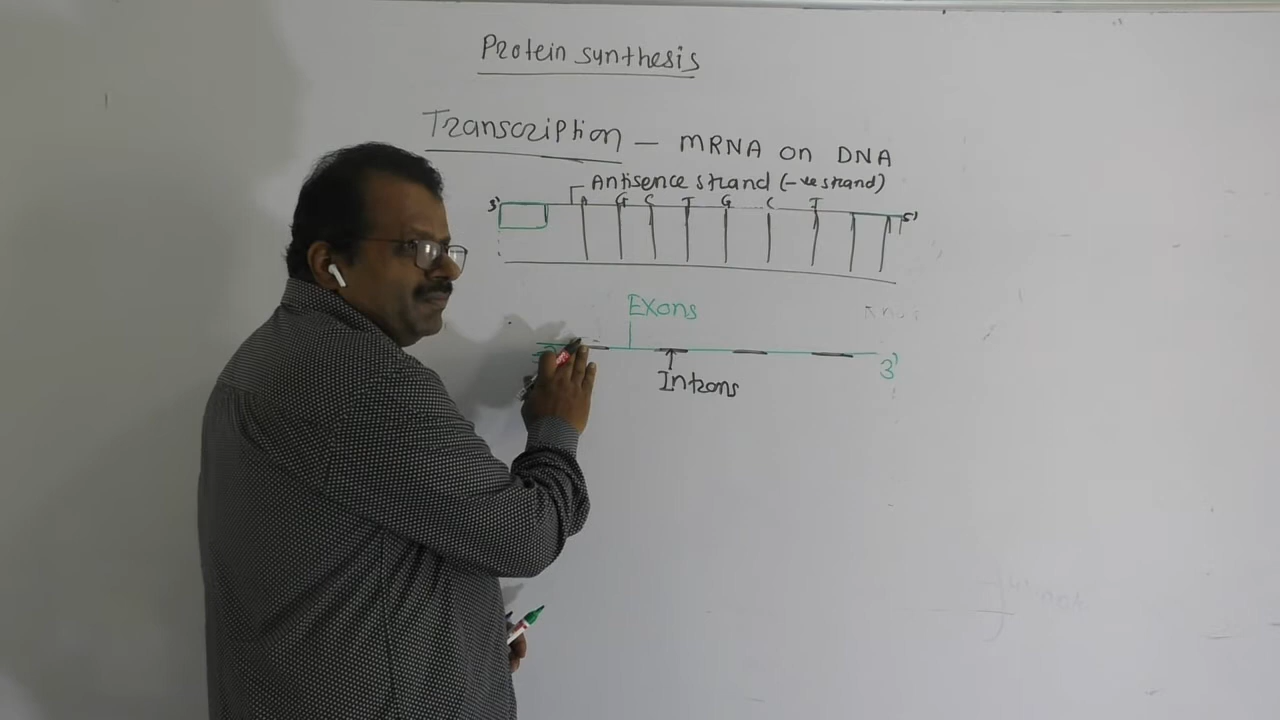 Protein synthesis
Transcription — mRNA on DNA
Antisence strand (-ve strand)
3' A G C T G C T 5'
Exons
3'
Introns